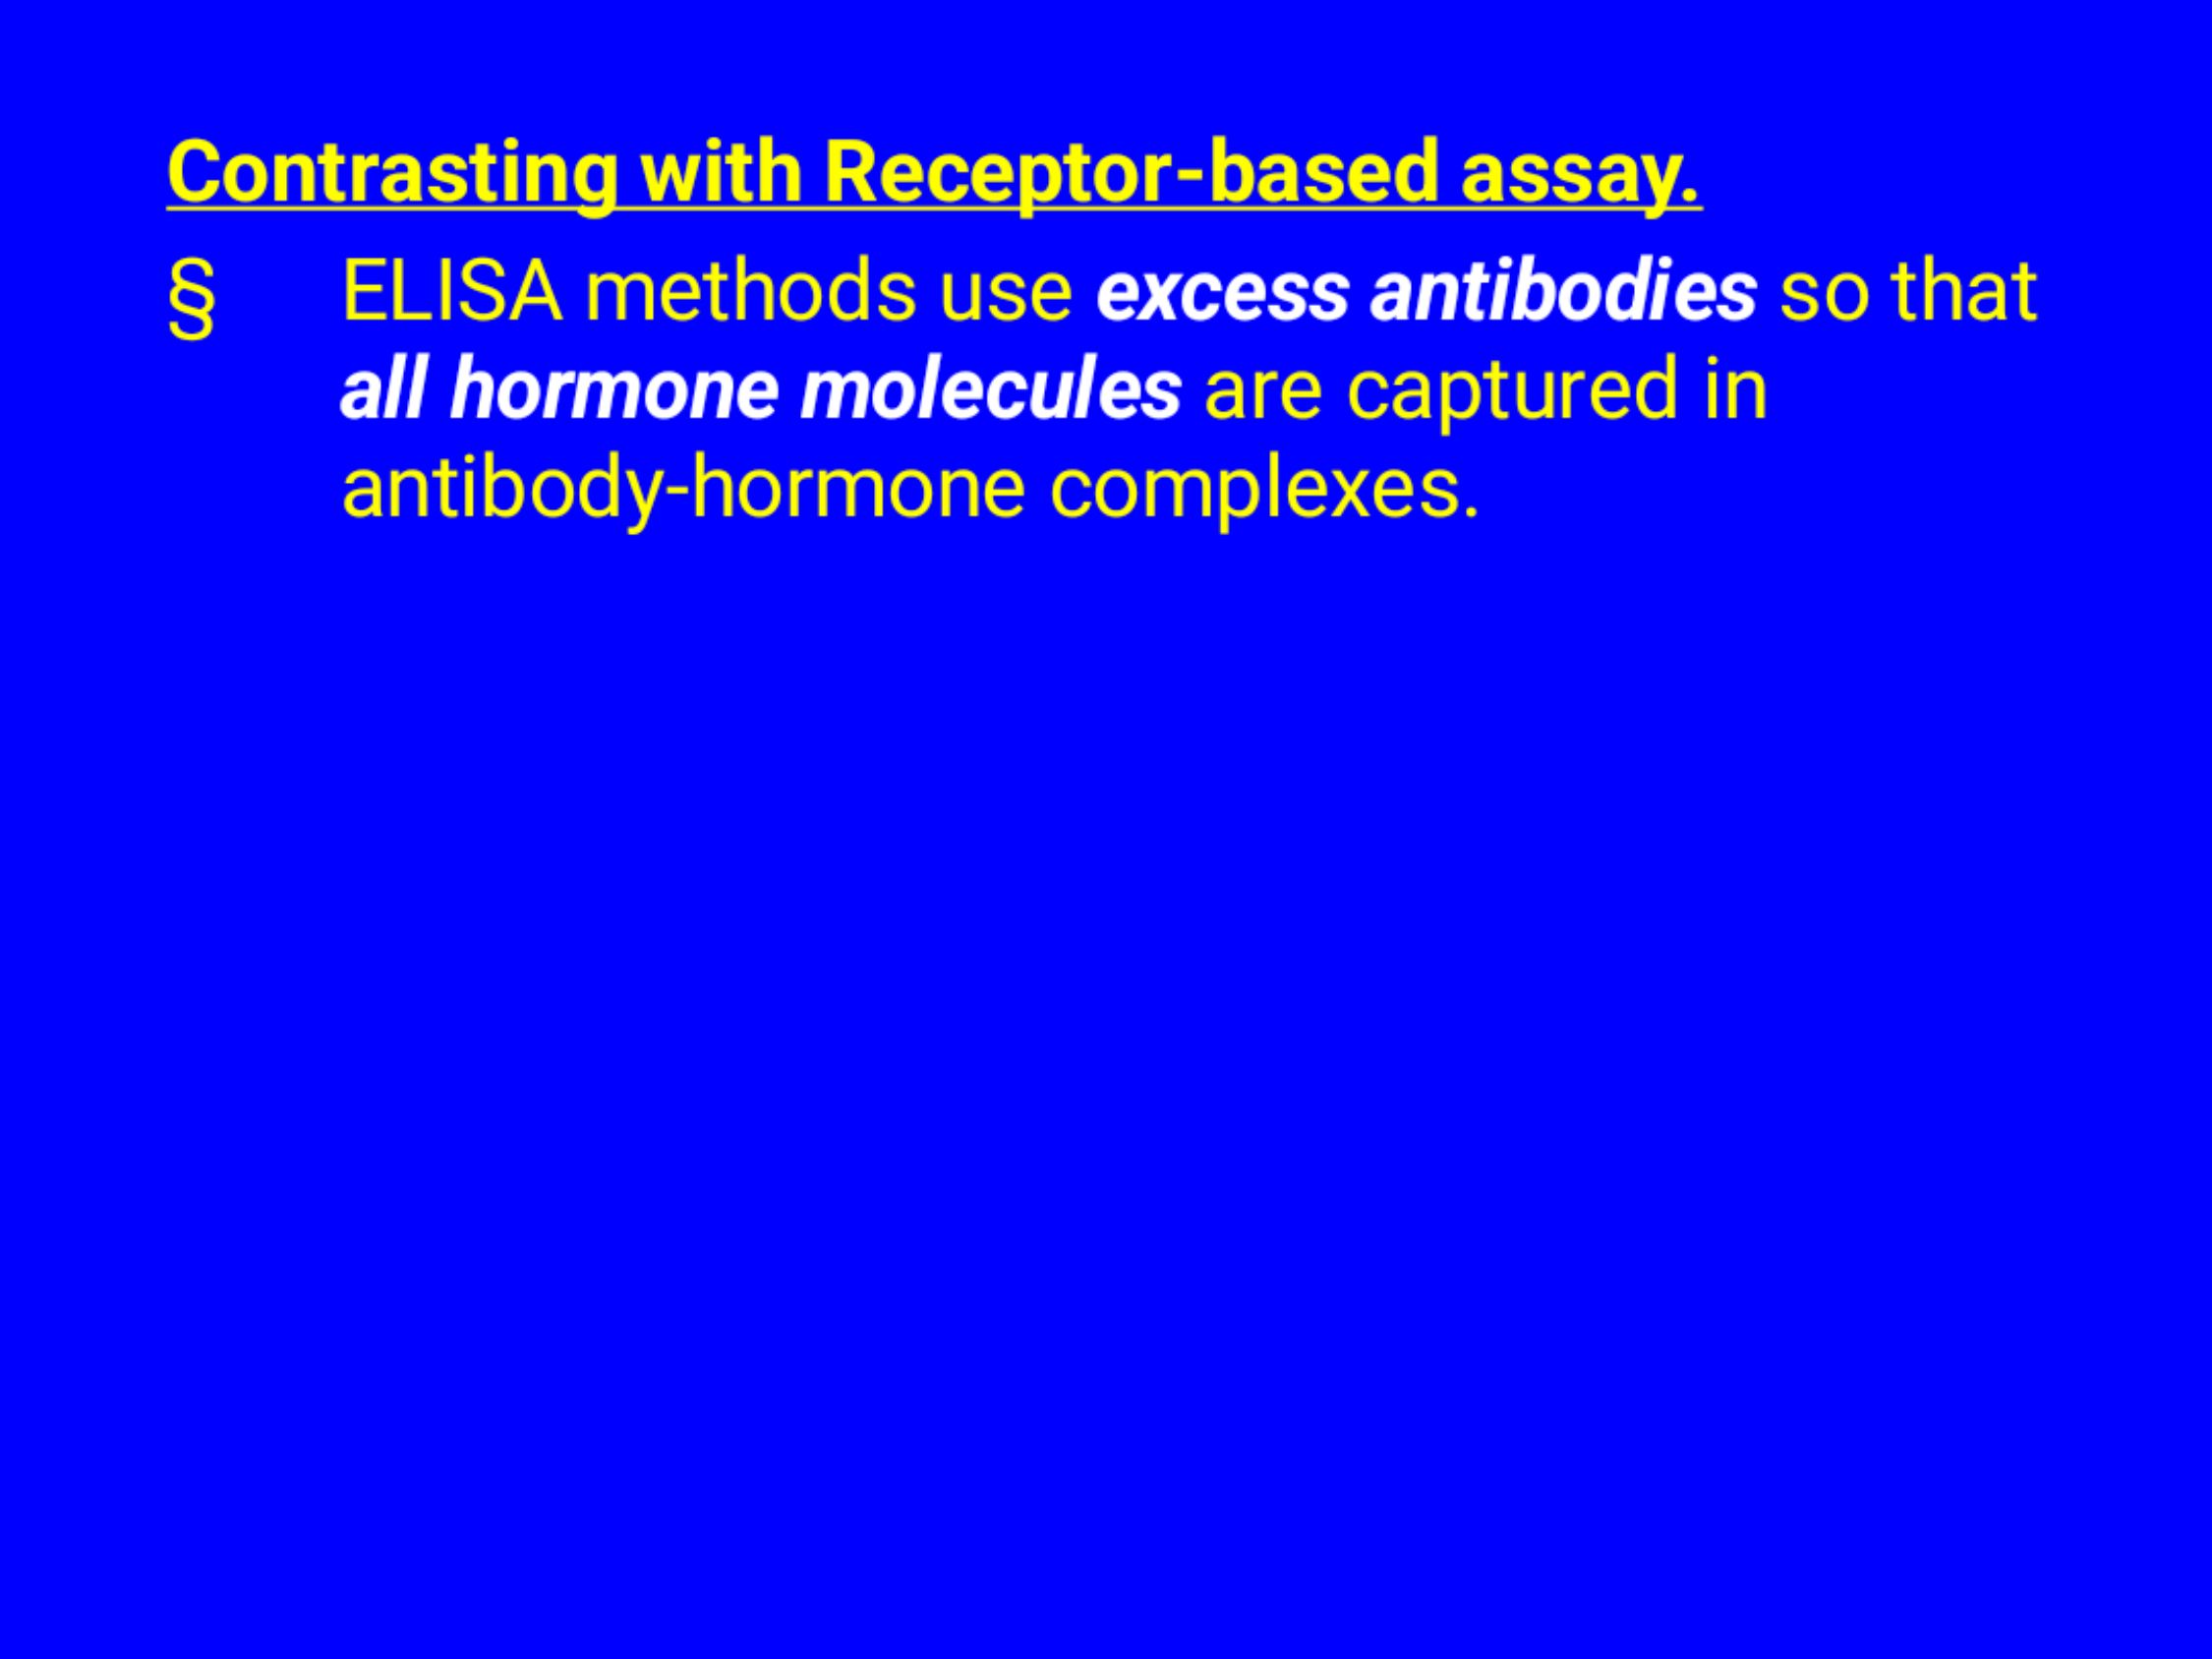 Contrasting with Receptor-based assay.
§ ELISA methods use excess antibodies so that
all hormone molecules are captured in
antibody-hormone complexes.